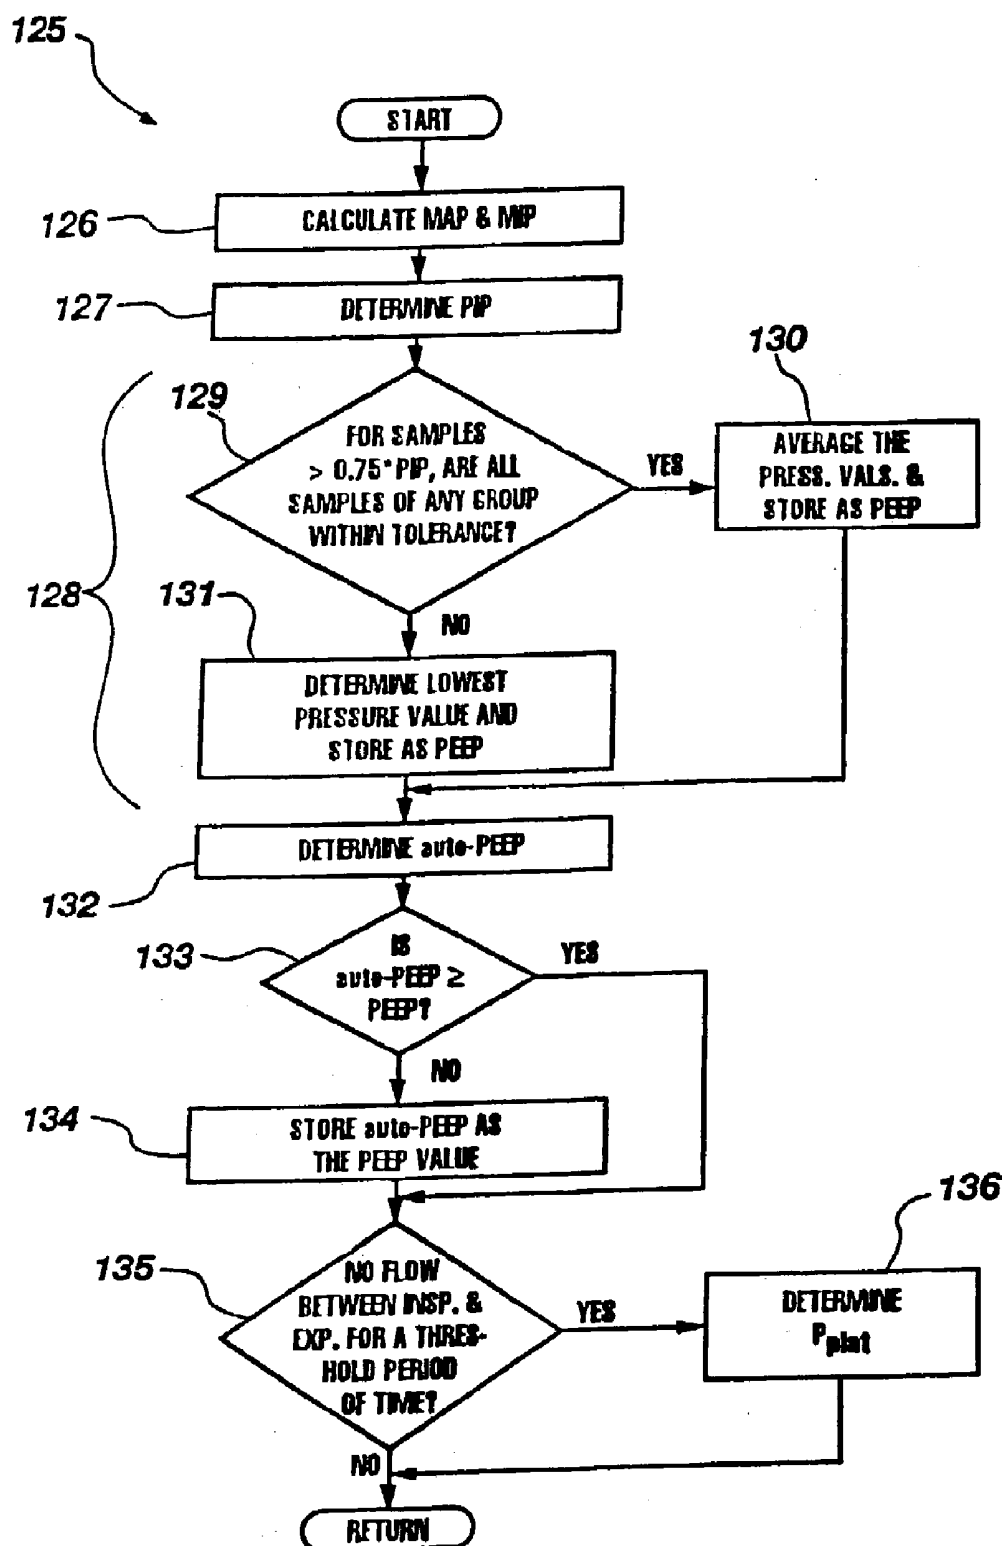 125
START
126
CALCULATE MAP & MIP
127
DETERMINE PIP
129
FOR SAMPLES
> 0.75*PIP, ARE ALL
SAMPLES OF ANY GROUP
WITHIN TOLERANCE?
YES
130
AVERAGE THE
PRESS. VALS. &
STORE AS PEEP
128
NO
131
DETERMINE LOWEST
PRESSURE VALUE AND
STORE AS PEEP
132
DETERMINE auto-PEEP
133
IS
auto-PEEP ≥
PEEP?
YES
NO
134
STORE auto-PEEP AS
THE PEEP VALUE
135
NO FLOW
BETWEEN INSP. &
EXP. FOR A THRES-
HOLD PERIOD
OF TIME?
YES
136
DETERMINE
Pplat
NO
RETURN